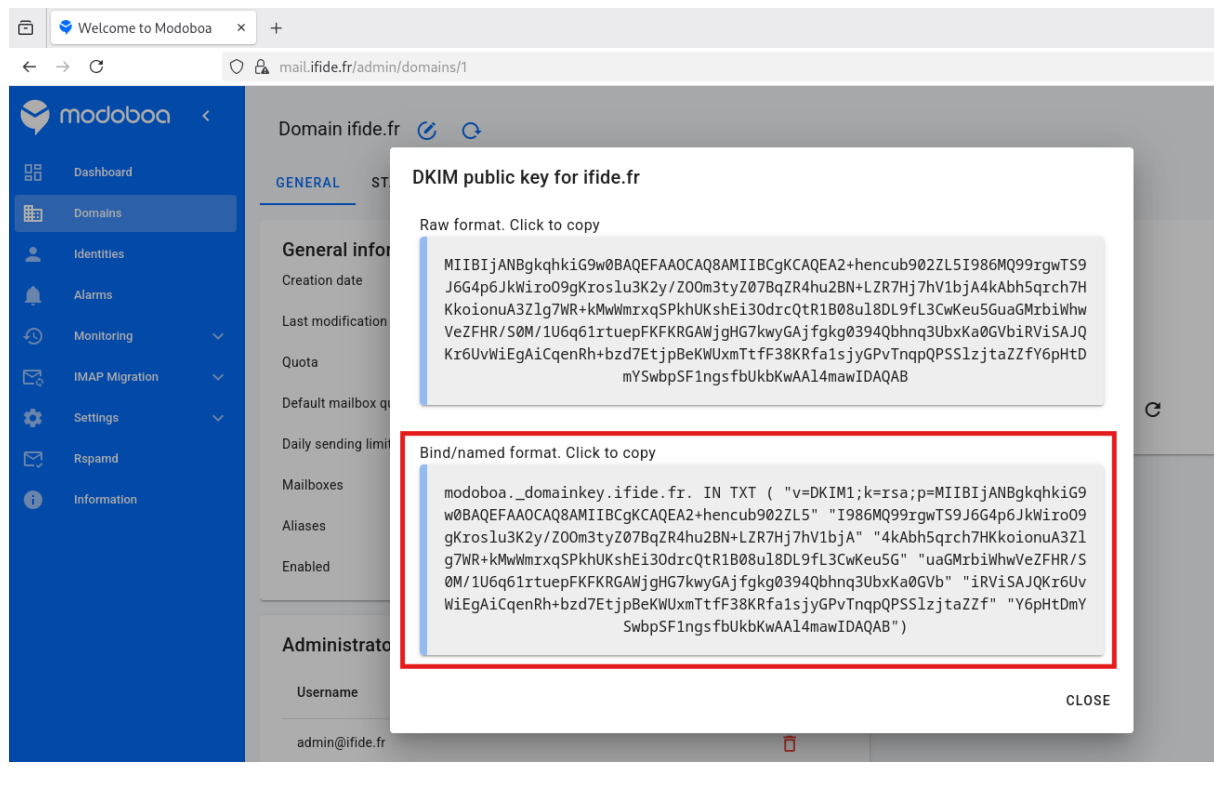 Welcome to Modoboa
mail.ifide.fr/admin/domains/1
modoboa
Dashboard
Domains
Identities
Alarms
Monitoring
IMAP Migration
Settings
Rspamd
Information
Domain ifide.fr
GENERAL ST
General infor
Creation date
Last modification
Quota
Default mailbox qu
Daily sending limit
Mailboxes
Aliases
Enabled
Administrato
Username
admin@ifide.fr
DKIM public key for ifide.fr
Raw format. Click to copy
MIIBIjANBgkqhkiG9w0BAQEFAAOCAQ8AMIIBCgKCAQEA2+hencub902ZL5I986MQ99rgwTS9
J6G4p6JkWiroO9gKroslu3K2y/ZOOm3tyZ07BqZR4hu2BN+LZR7Hj7hV1bjA4kAbh5qrch7H
KkoionuA3Zlg7WR+kMwWmrxqSPkhUKshEi3OdrcQtR1B08ul8DL9fL3CwKeu5GuaGMrbiWhw
VeZFHR/S0M/1U6q61rtuepFKFKRGAWjgHG7kwyGAjfgkg0394Qbhnq3UbxKa0GVbiRViSAJQ
Kr6UvWiEgAiCqenRh+bzd7EtjpBeKWUxmTtfF38KRfa1sjyGPvTnqpQPSSlzjtaZZfY6pHtD
mYSwbpSF1ngsfbUkbKwAAl4mawIDAQAB
Bind/named format. Click to copy
modoboa._domainkey.ifide.fr. IN TXT ( "v=DKIM1;k=rsa;p=MIIBIjANBgkqhkiG9
w0BAQEFAAOCAQ8AMIIBCgKCAQEA2+hencub902ZL5" "I986MQ99rgwTS9J6G4p6JkWiroO9
gKroslu3K2y/ZOOm3tyZ07BqZR4hu2BN+LZR7Hj7hV1bjA" "4kAbh5qrch7HKkoionuA3Zl
g7WR+kMwWmrxqSPkhUKshEi3OdrcQtR1B08ul8DL9fL3CwKeu5G" "uaGMrbiWhwVeZFHR/S
0M/1U6q61rtuepFKFKRGAWjgHG7kwyGAjfgkg0394Qbhnq3UbxKa0GVb" "iRViSAJQKr6Uv
WiEgAiCqenRh+bzd7EtjpBeKWUxmTtfF38KRfa1sjyGPvTnqpQPSSlzjtaZZf" "Y6pHtDmY
SwbpSF1ngsfbUkbKwAAl4mawIDAQAB")
CLOSE